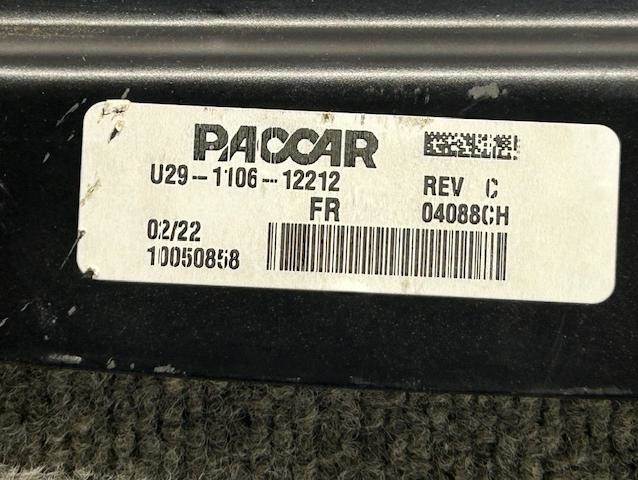 PACCAR
U29-1106-12212 REV C
FR 04088CH
02/22
10050858